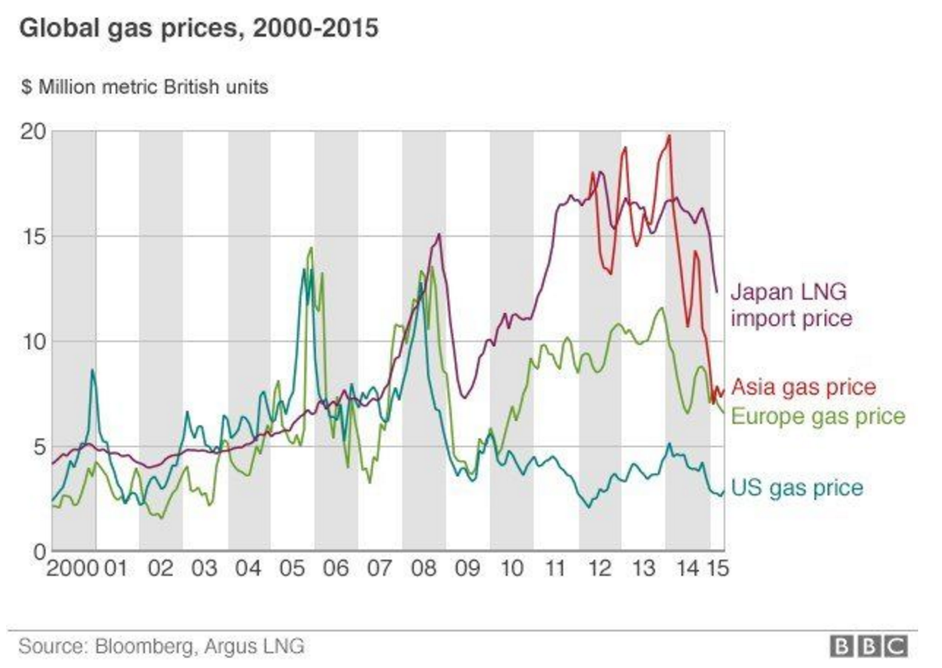 Global gas prices, 2000-2015
$ Million metric British units
20
15
10
5
0
Japan LNG
import price
Asia gas price
Europe gas price
US gas price
2000 01 02 03 04 05 06 07 08 09 10 11 12 13 14 15
Source: Bloomberg, Argus LNG
BBC